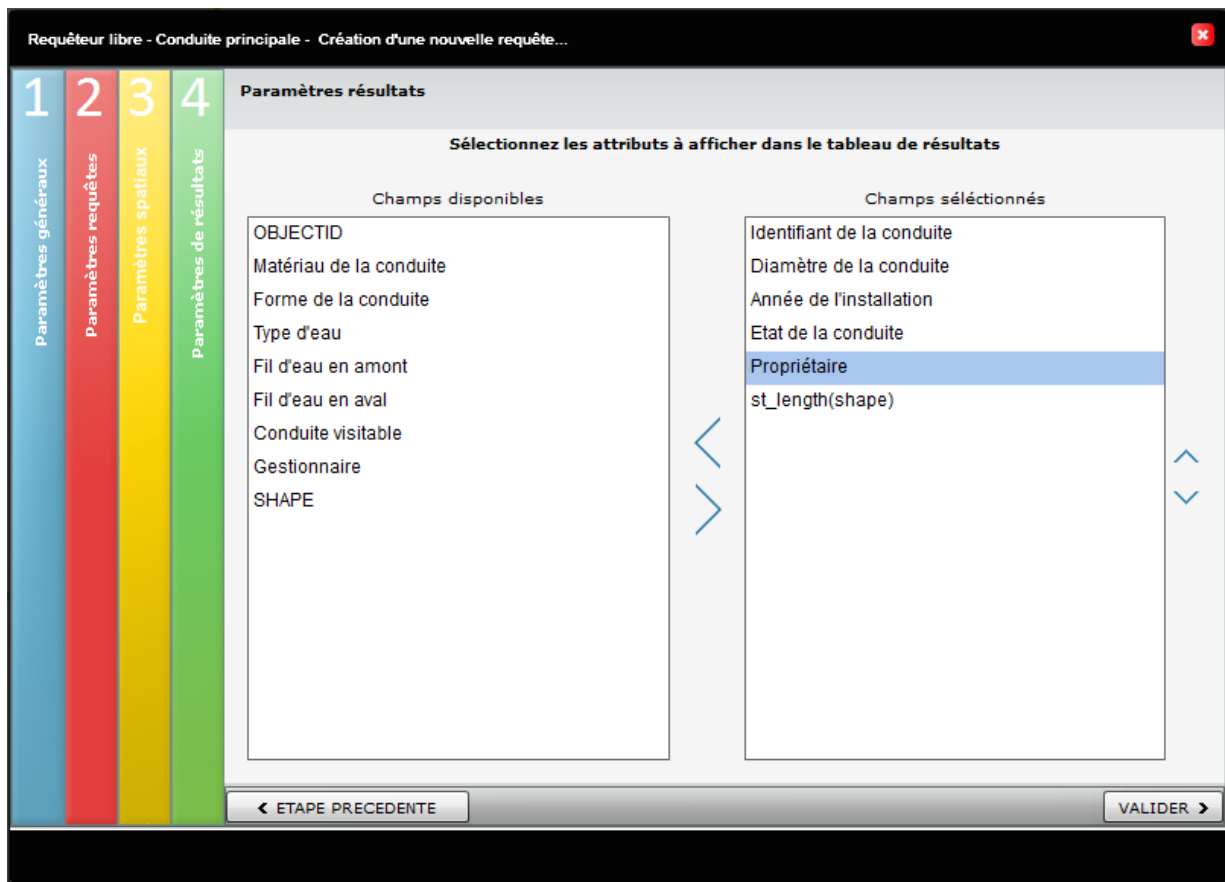 Requêteur libre - Conduite principale - Création d'une nouvelle requête...
1
Paramètres généraux
2
Paramètres requêtes
3
Paramètres spatiaux
4
Paramètres de résultats
Paramètres résultats
Sélectionnez les attributs à afficher dans le tableau de résultats
Champs disponibles
OBJECTID
Matériau de la conduite
Forme de la conduite
Type d'eau
Fil d'eau en amont
Fil d'eau en aval
Conduite visitable
Gestionnaire
SHAPE
Champs séléctionnés
Identifiant de la conduite
Diamètre de la conduite
Année de l'installation
Etat de la conduite
Propriétaire
st_length(shape)
ETAPE PRECEDENTE
VALIDER